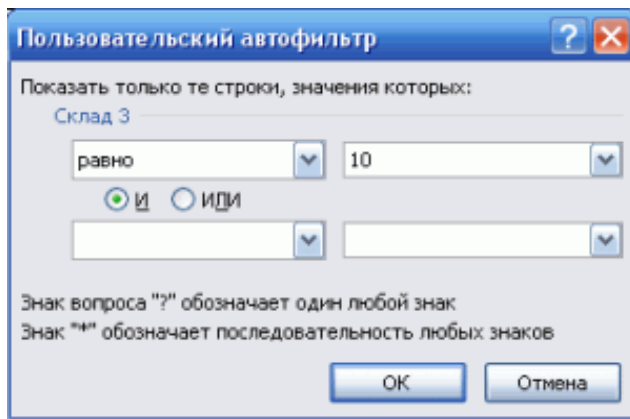 Пользовательский автофильтр
Показать только те строки, значения которых:
Склад 3
равно 10
И ИЛИ
Знак вопроса "?" обозначает один любой знак
Знак "*" обозначает последовательность любых знаков
ОК Отмена